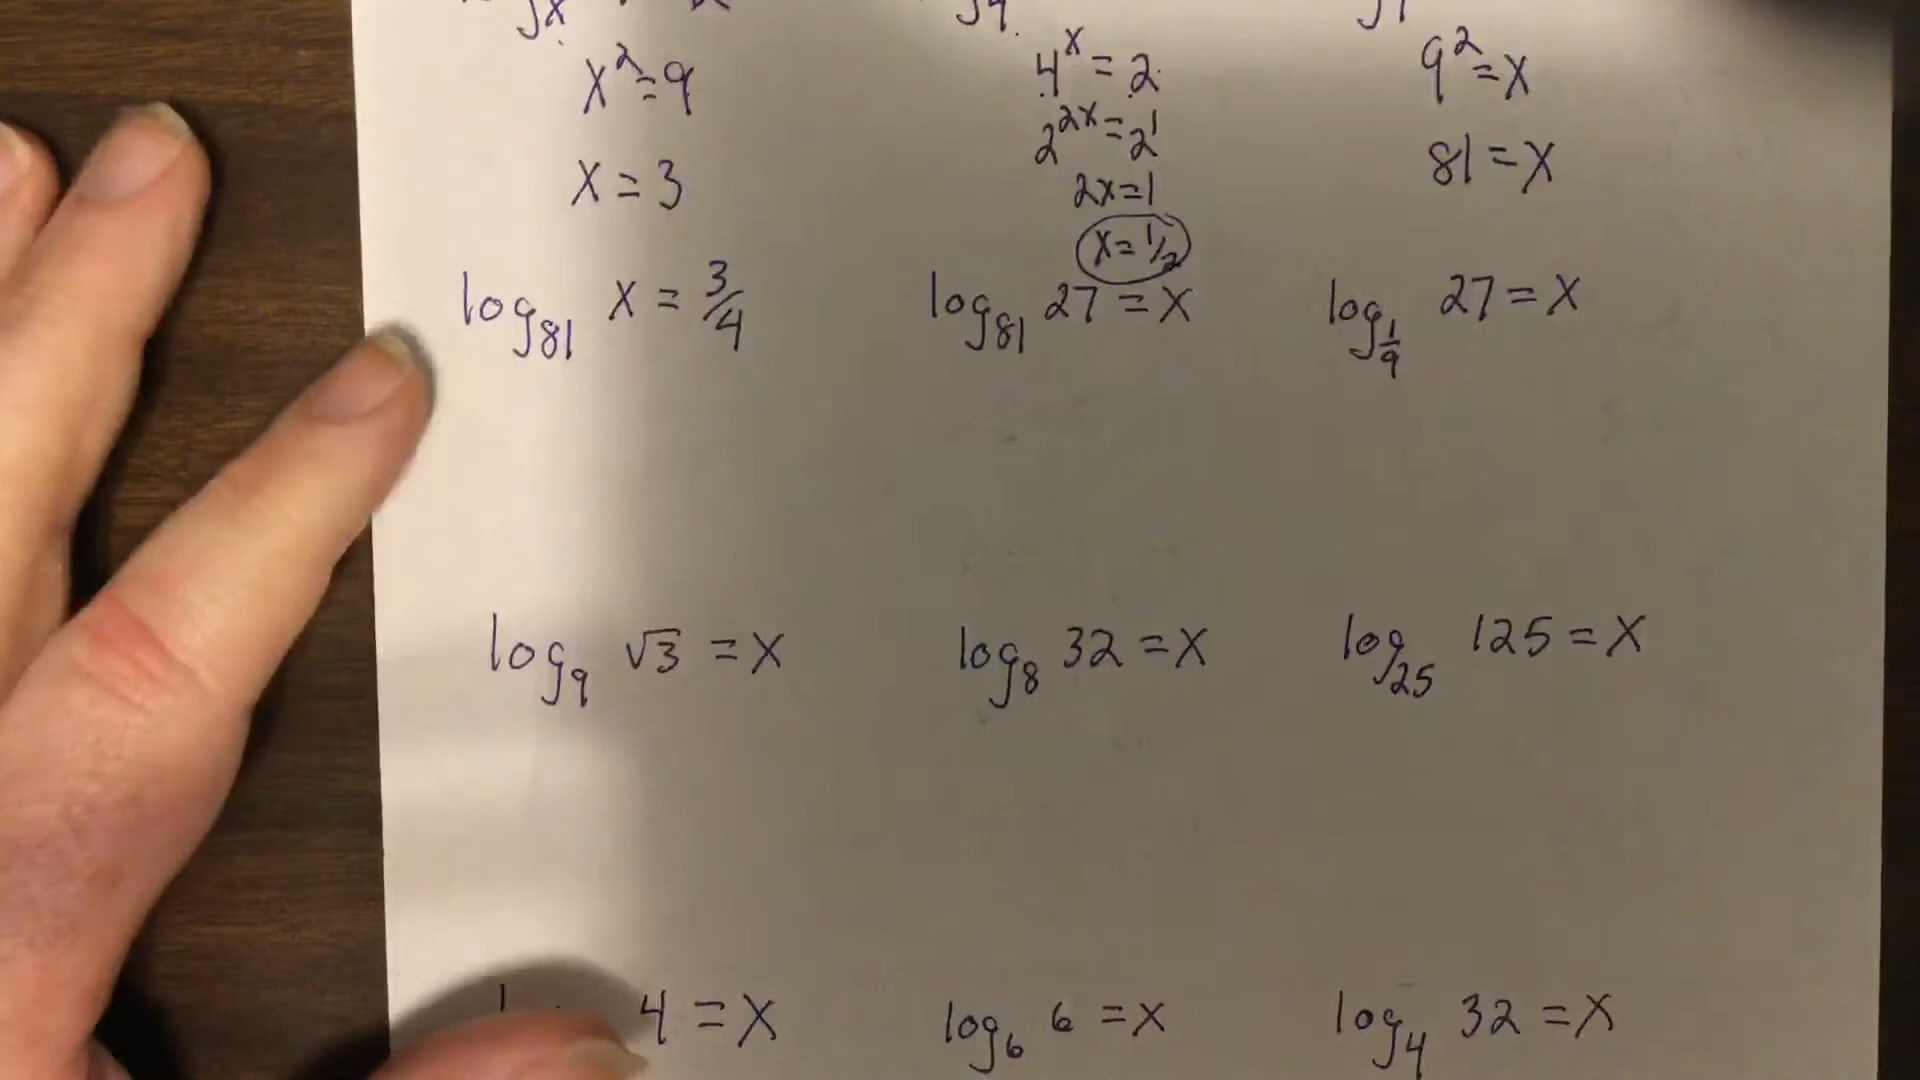 x²=9
4ˣ=2
9²=x
2²ˣ=2¹
x=3
2x=1
81=x
x=1/2
log₈₁ x = 3/4
log₈₁ 27 = x
log_1/9 27 = x
log₉ √3 = x
log₈ 32 = x
log₂₅ 125 = x
4 = x
log₆ 6 = x
log₄ 32 = x